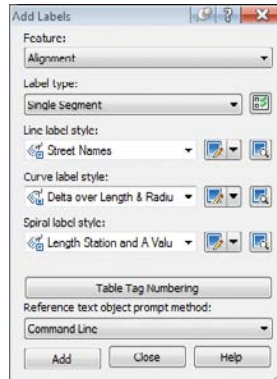 Add Labels
Feature:
Alignment
Label type:
Single Segment
Line label style:
Street Names
Curve label style:
Delta over Length & Radiu
Spiral label style:
Length Station and A Valu
Table Tag Numbering
Reference text object prompt method:
Command Line
Add Close Help